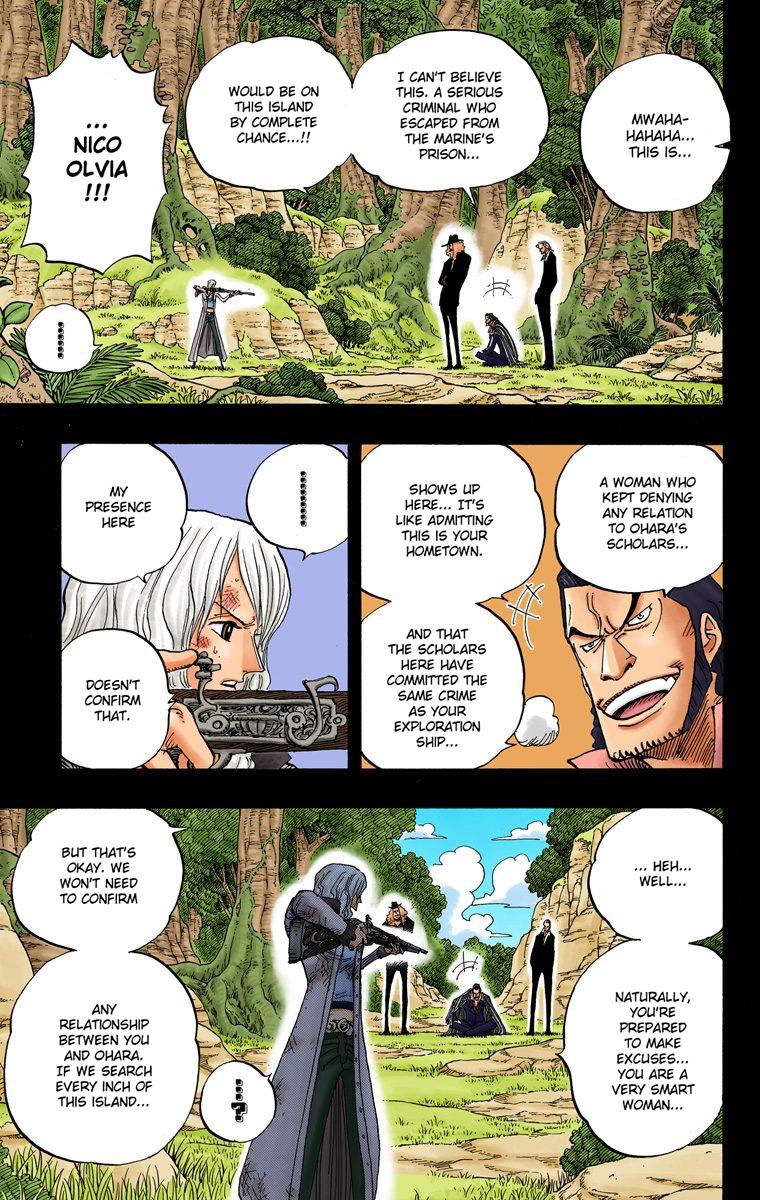 MWAHA-
HAHAHA...
THIS IS...
I CAN'T BELIEVE
THIS. A SERIOUS
CRIMINAL WHO
ESCAPED FROM
THE MARINE'S
PRISON...
WOULD BE ON
THIS ISLAND
BY COMPLETE
CHANCE...!!
...
NICO
OLVIA
!!!
.....
A WOMAN WHO
KEPT DENYING
ANY RELATION
TO OHARA'S
SCHOLARS...
SHOWS UP
HERE... IT'S
LIKE ADMITTING
THIS IS YOUR
HOMETOWN.
AND THAT
THE SCHOLARS
HERE HAVE
COMMITTED THE
SAME CRIME
AS YOUR
EXPLORATION
SHIP...
.........
MY
PRESENCE
HERE
DOESN'T
CONFIRM
THAT.
... HEH...
WELL...
NATURALLY,
YOU'RE
PREPARED
TO MAKE
EXCUSES...
YOU ARE A
VERY SMART
WOMAN...
BUT THAT'S
OKAY. WE
WON'T NEED
TO CONFIRM
ANY
RELATIONSHIP
BETWEEN YOU
AND OHARA.
IF WE SEARCH
EVERY INCH OF
THIS ISLAND...
...?